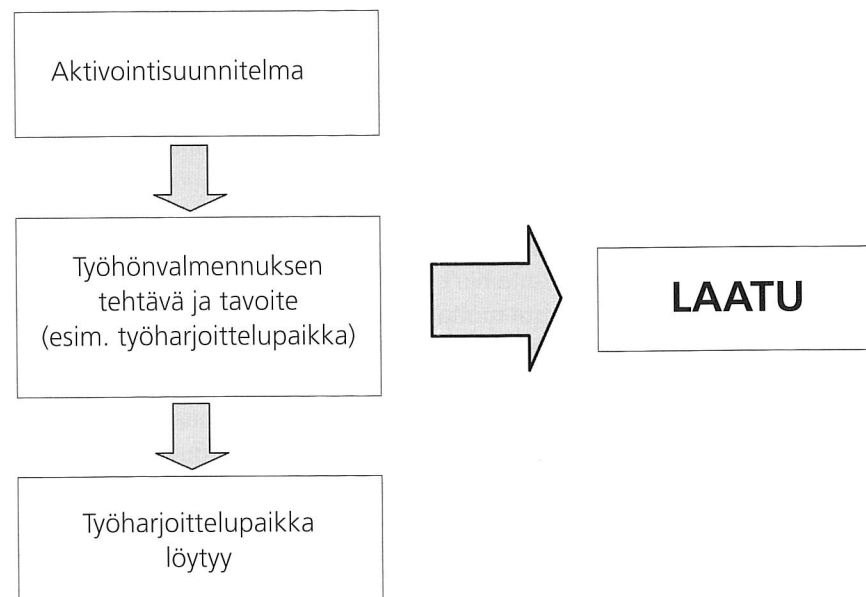 Aktivointisuunnitelma
Työhönvalmennuksen
tehtävä ja tavoite
(esim. työharjoittelupaikka)
LAATU
Työharjoittelupaikka
löytyy